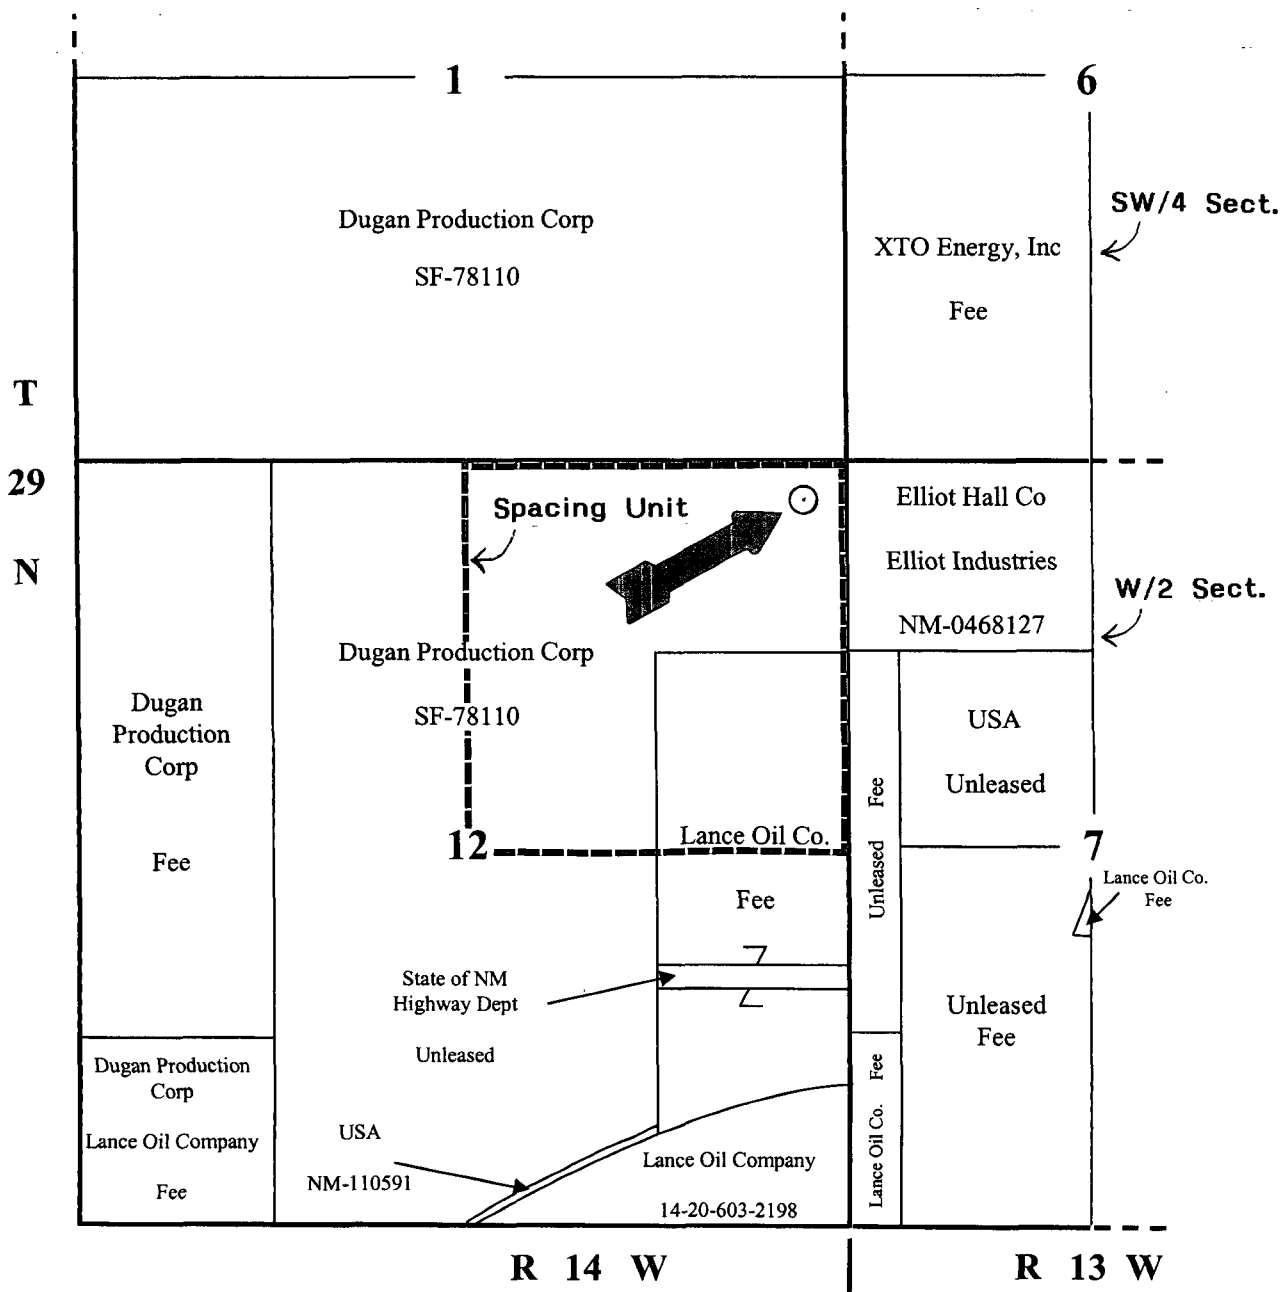 1
6
Dugan Production Corp
SF-78110
XTO Energy, Inc
Fee
SW/4 Sect.
T
29
N
Spacing Unit
Elliot Hall Co
Elliot Industries
NM-0468127
W/2 Sect.
Dugan Production Corp
SF-78110
Dugan
Production
Corp
Fee
USA
Unleased
Unleased Fee
12
Lance Oil Co.
Fee
7
Lance Oil Co.
Fee
State of NM
Highway Dept
Unleased
Unleased
Fee
Dugan Production
Corp
Lance Oil Company
Fee
USA
NM-110591
Lance Oil Company
14-20-603-2198
Lance Oil Co. Fee
R 14 W
R 13 W